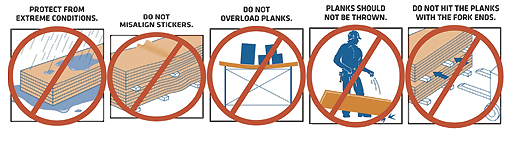 PROTECT FROM
EXTREME CONDITIONS.
DO NOT
MISALIGN STICKERS.
DO NOT
OVERLOAD PLANKS.
PLANKS SHOULD
NOT BE THROWN.
DO NOT HIT THE PLANKS
WITH THE FORK ENDS.